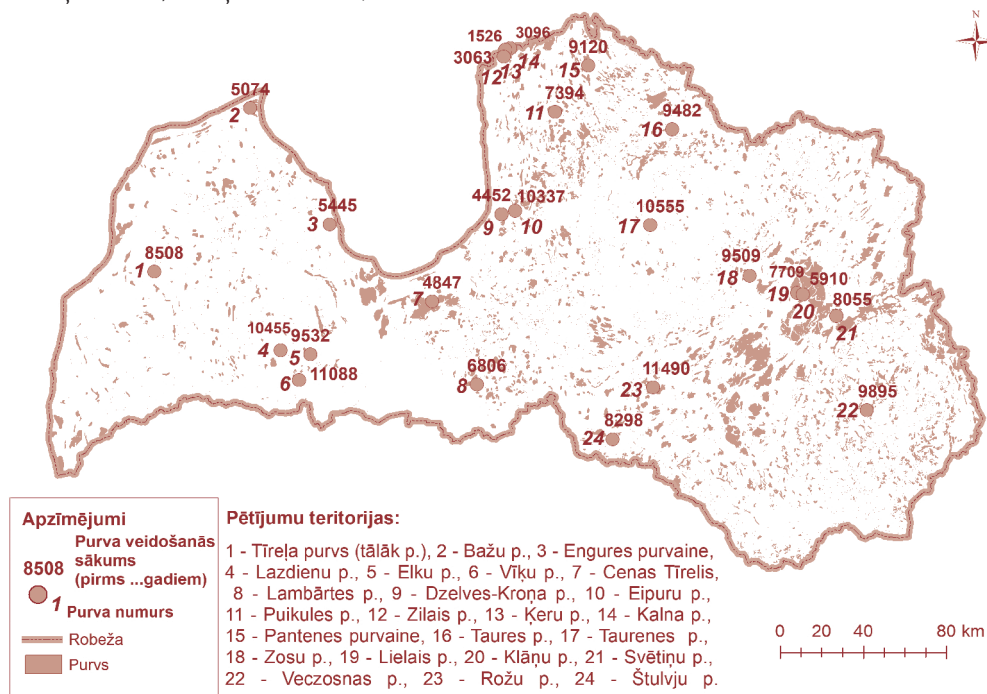 N
1526
3096
3063
12
13
14
9120
15
5074
2
7394
11
9482
16
5445
3
4452
10337
9
10
10555
17
8508
1
9509
18
7709
5910
19
20
4847
7
8055
21
10455
4
9532
5
11088
6
6806
8
11490
23
9895
22
8298
24
Apzīmējumi
Purva veidošanās
sākums
8508 (pirms ...gadiem)
1 Purva numurs
Robeža
Purvs
Pētījumu teritorijas:
1 - Tīreļa purvs (tālāk p.), 2 - Bažu p., 3 - Engures purvaine,
4 - Lazdienu p., 5 - Elku p., 6 - Vīķu p., 7 - Cenas Tīrelis,
8 - Lambārtes p., 9 - Dzelves-Kroņa p., 10 - Eipuru p.,
11 - Puikules p., 12 - Zilais p., 13 - Ķeru p., 14 - Kalna p.,
15 - Pantenes purvaine, 16 - Taures p., 17 - Taurenes p.,
18 - Zosu p., 19 - Lielais p., 20 - Klāņu p., 21 - Svētiņu p.,
22 - Veczosnas p., 23 - Rožu p., 24 - Štulvju p.
0 20 40 80 km